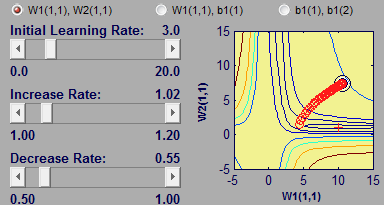 W1(1,1), W2(1,1) W1(1,1), b1(1) b1(1), b1(2)
Initial Learning Rate: 3.0
0.0 20.0
Increase Rate: 1.02
1.00 1.20
Decrease Rate: 0.55
0.50 1.00
15
10
5
0
-5
W2(1,1)
-5 0 5 10 15
W1(1,1)